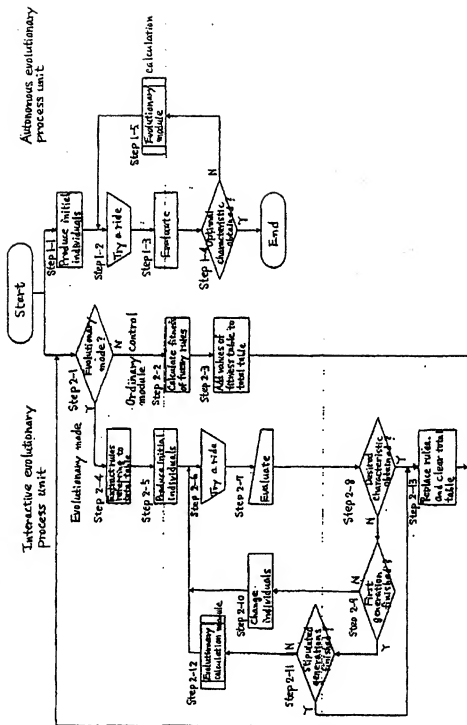 Start
Autonomous evolutionary
process unit
Step 1-1
Produce initial
individuals
Step 1-2
Try a ride
Step 1-3
Evaluate
Step 1-4
Optimal
characteristic
obtained?
N
Y
Step 1-5
Evolutionary
module
calculation
End
Interactive evolutionary
process unit
Step 2-1
Evolutionary
mode?
Y
N
Evolutionary mode
Ordinary control
module
Step 2-2
Calculate fitness
of fuzzy rules
Step 2-3
Add values of
fitness table to
total table
Step 2-4
rules
referring to
total table
Step 2-5
Produce initial
individuals
Step 2-6
Try a ride
Step 2-7
Evaluate
Step 2-8
Desired
characteristic
obtained?
N
Y
Step 2-9
First
generation
finished?
N
Y
Step 2-10
Change
individuals
Step 2-11
Stipulated
generations
finished?
N
Y
Step 2-12
Evolutionary
calculation module
Step 2-13
Replace rules
and clear total
table